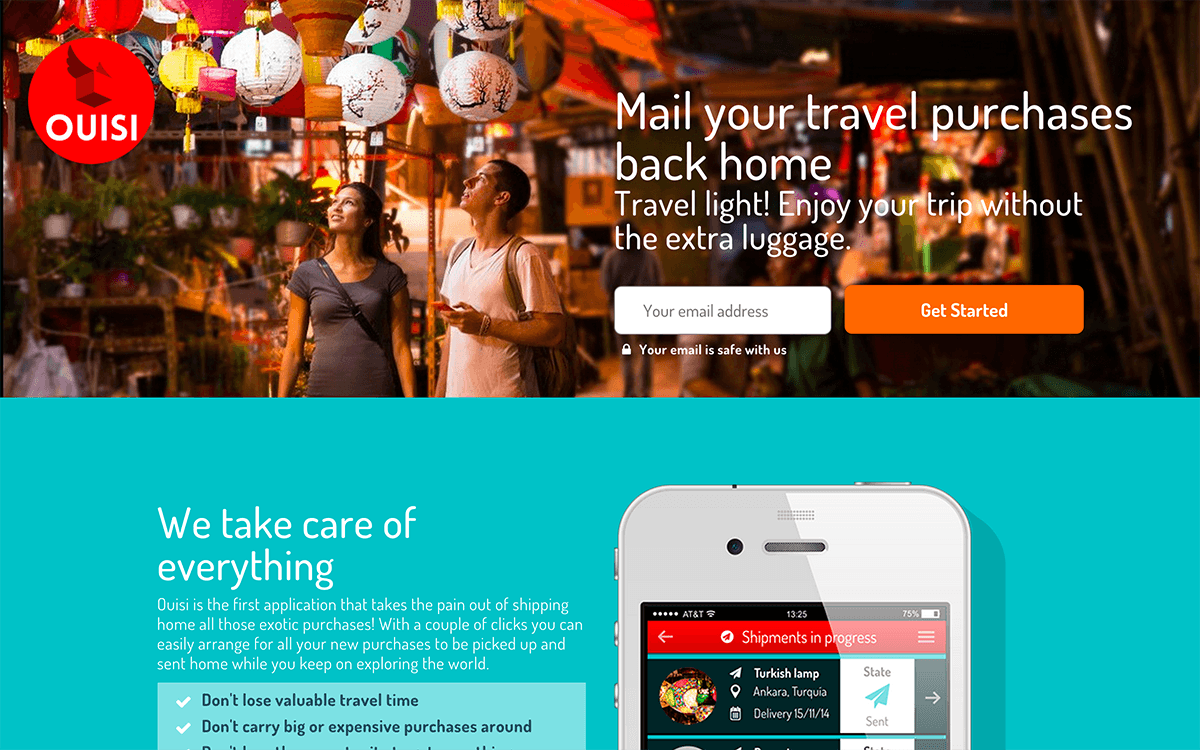 OUISI
Mail your travel purchases
back home
Travel light! Enjoy your trip without
the extra luggage.
Your email address
Get Started
Your email is safe with us
We take care of
everything
Ouisi is the first application that takes the pain out of shipping
home all those exotic purchases! With a couple of clicks you can
easily arrange for all your new purchases to be picked up and
sent home while you keep on exploring the world.
Don't lose valuable travel time
Don't carry big or expensive purchases around
AT&T 13:25 75%
Shipments in progress
Turkish lamp
Ankara, Turquía
Delivery 15/11/14
State
Sent